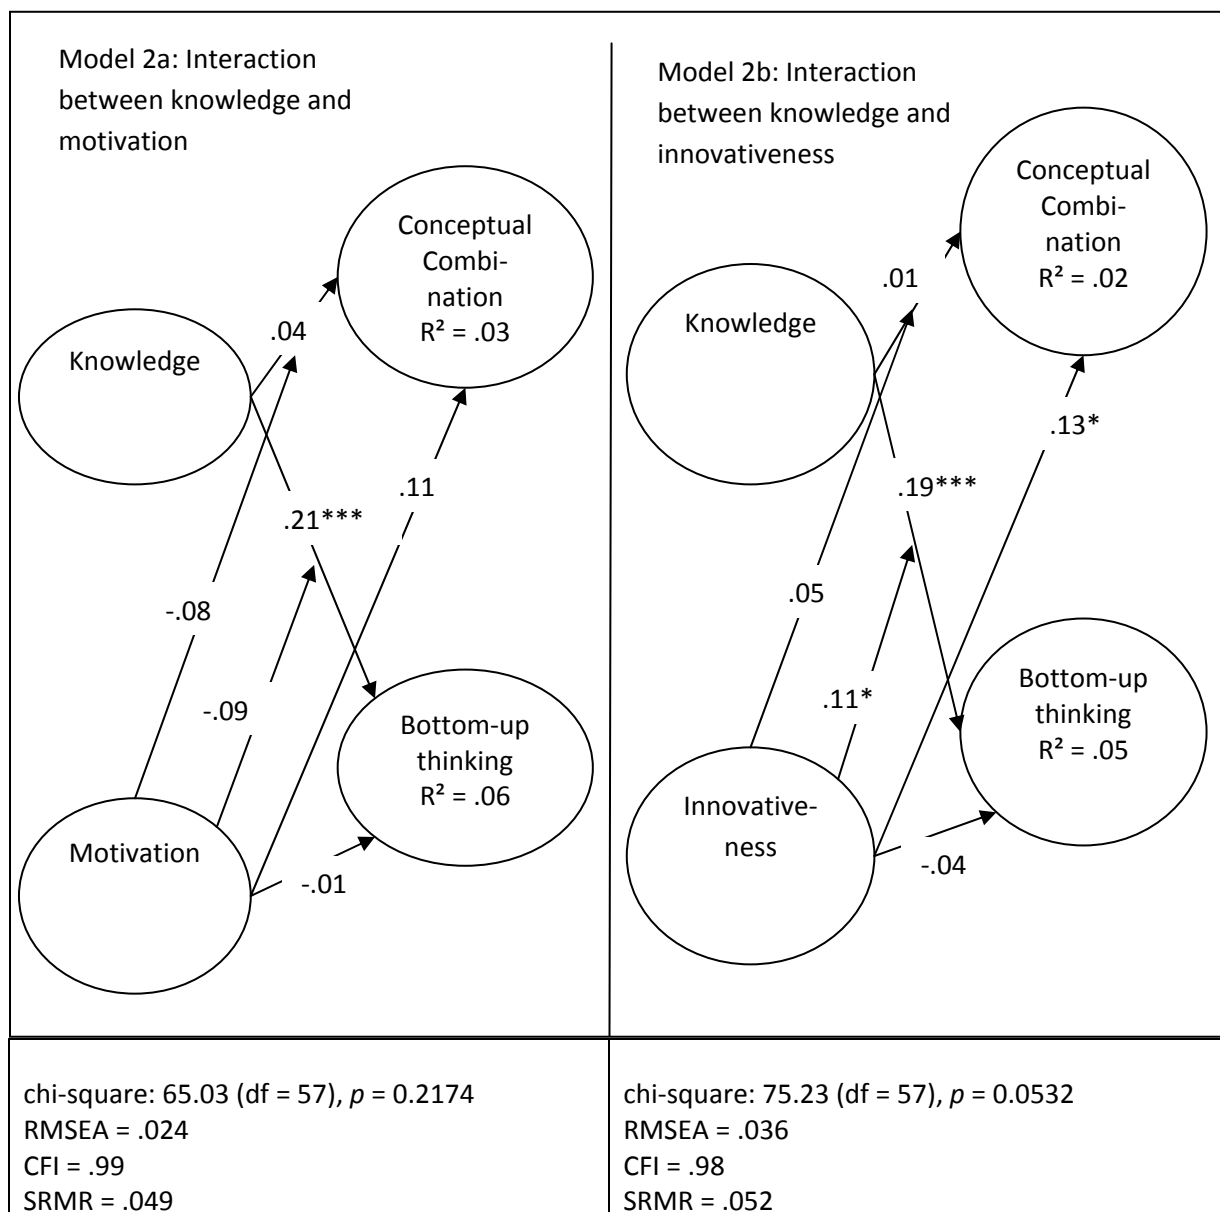 Model 2a: Interaction
between knowledge and
motivation
Conceptual
Combi-
nation
R² = .03
Knowledge
.04
.11
.21***
-.08
-.09
Bottom-up
thinking
R² = .06
Motivation
-.01
Model 2b: Interaction
between knowledge and
innovativeness
Conceptual
Combi-
nation
R² = .02
.01
Knowledge
.13*
.19***
.05
.11*
Bottom-up
thinking
R² = .05
Innovative-
ness
-.04
chi-square: 65.03 (df = 57), p = 0.2174
RMSEA = .024
CFI = .99
SRMR = .049
chi-square: 75.23 (df = 57), p = 0.0532
RMSEA = .036
CFI = .98
SRMR = .052